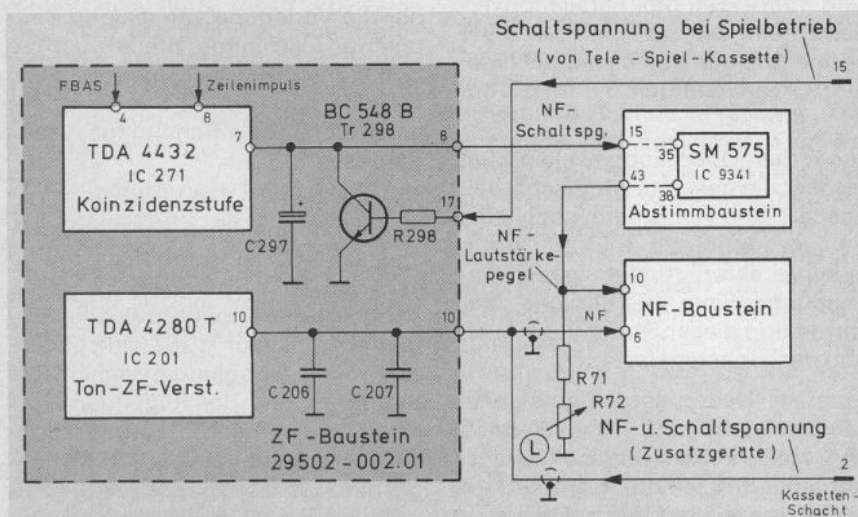 Schaltspannung bei Spielbetrieb
(von Tele - Spiel - Kassette)
15
FBAS
Zeilenimpuls
4
8
TDA 4432
IC 271
Koinzidenzstufe
7
BC 548 B
Tr 298
8
NF-
Schaltspg.
15
35
SM 575
IC 9341
43
38
Abstimmbaustein
+
C297
R298
17
NF-
Lautstärke-
pegel
10
NF-Baustein
NF
6
TDA 4280 T
IC 201
Ton-ZF-Verst.
10
10
C206
C207
ZF-Baustein
29502-002.01
R71
R72
L
NF-u. Schaltspannung
(Zusatzgeräte)
2
Kassetten-
Schacht